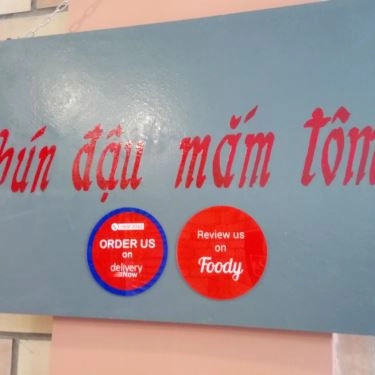 bún đậu mắm tôm
ORDER US
on
delivery
Now
Review us
on
Foody